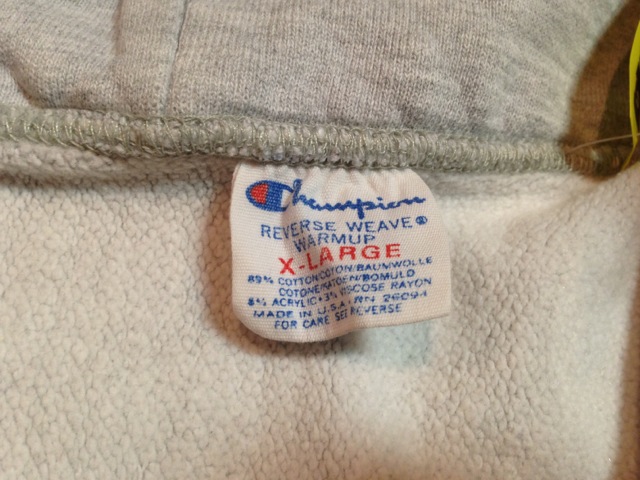 Champion
REVERSE WEAVE®
WARMUP
X-LARGE
89% COTTON/COTON/BAUMWOLLE
COTONE/KATOEN/BOMULD
8% ACRYLIC•3% VISCOSE RAYON
MADE IN U.S.A. RN 26094
FOR CARE SEE REVERSE